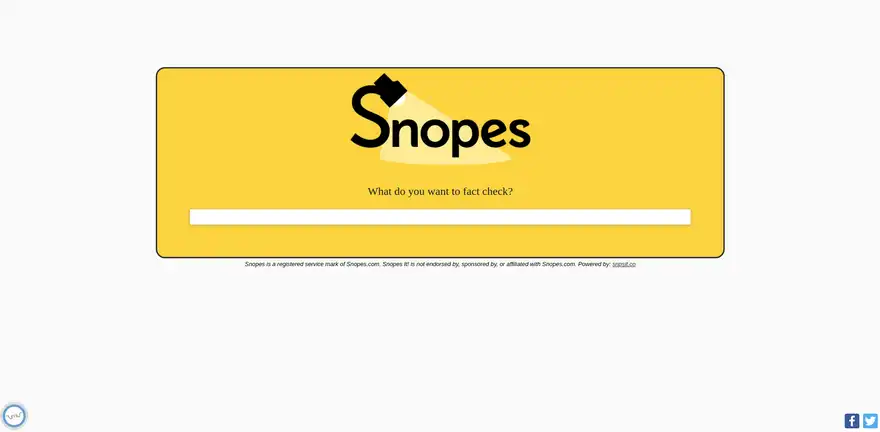 Snopes
What do you want to fact check?
Snopes is a registered service mark of Snopes.com. Snopes It! is not endorsed by, sponsored by, or affiliated with Snopes.com. Powered by: